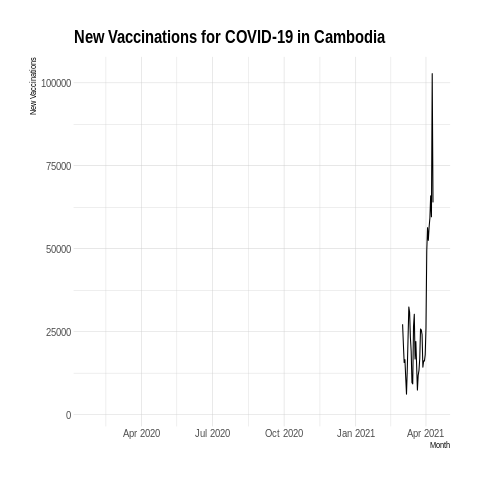 New Vaccinations for COVID-19 in Cambodia
New Vaccinations
100000
75000
50000
25000
0
Apr 2020 Jul 2020 Oct 2020 Jan 2021 Apr 2021
Month